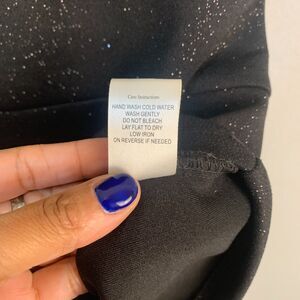 Care Instructions
HAND WASH COLD WATER
WASH GENTLY
DO NOT BLEACH
LAY FLAT TO DRY
LOW IRON
ON REVERSE IF NEEDED